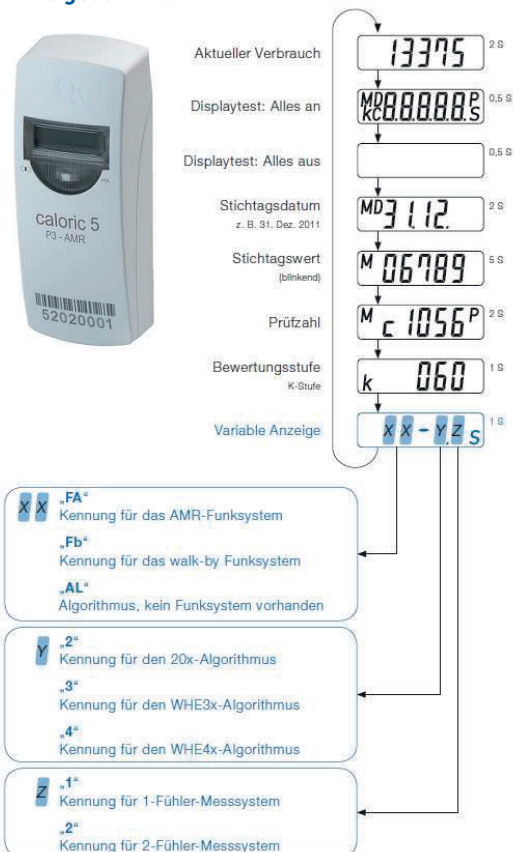 Aktueller Verbrauch
13375
2 S
Displaytest: Alles an
MD
KC
8.8.8.8.8.
P
S
0,5 S
Displaytest: Alles aus
0,5 S
Stichtagsdatum
z. B. 31. Dez. 2011
MD 31.12.
2 S
Stichtagswert
(blinkend)
M 06789
5 S
Prüfzahl
M c 1056 P
2 S
Bewertungsstufe
K-Stufe
k 060
1 S
Variable Anzeige
X X - Y.Z S
1 S
caloric 5
P3 - AMR
52020001
X X „FA“
Kennung für das AMR-Funksystem
„Fb“
Kennung für das walk-by Funksystem
„AL“
Algorithmus, kein Funksystem vorhanden
Y „2“
Kennung für den 20x-Algorithmus
„3“
Kennung für den WHE3x-Algorithmus
„4“
Kennung für den WHE4x-Algorithmus
Z „1“
Kennung für 1-Fühler-Messsystem
„2“
Kennung für 2-Fühler-Messsystem